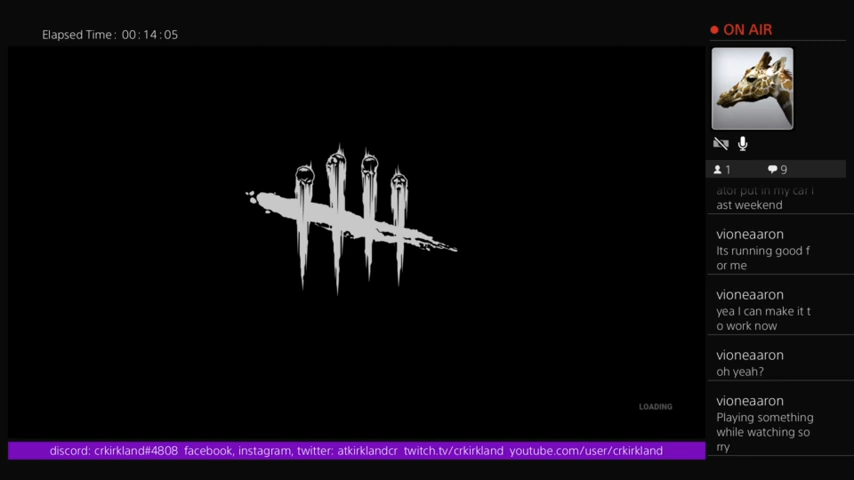 Elapsed Time: 00:14:05
ON AIR
1
9
ator put in my car l
ast weekend
vioneaaron
Its running good f
or me
vioneaaron
yea I can make it t
o work now
vioneaaron
oh yeah?
vioneaaron
Playing something
while watching so
rry
LOADING
discord: crkirkland#4808 facebook, instagram, twitter: atkirklandcr twitch.tv/crkirkland youtube.com/user/crkirkland